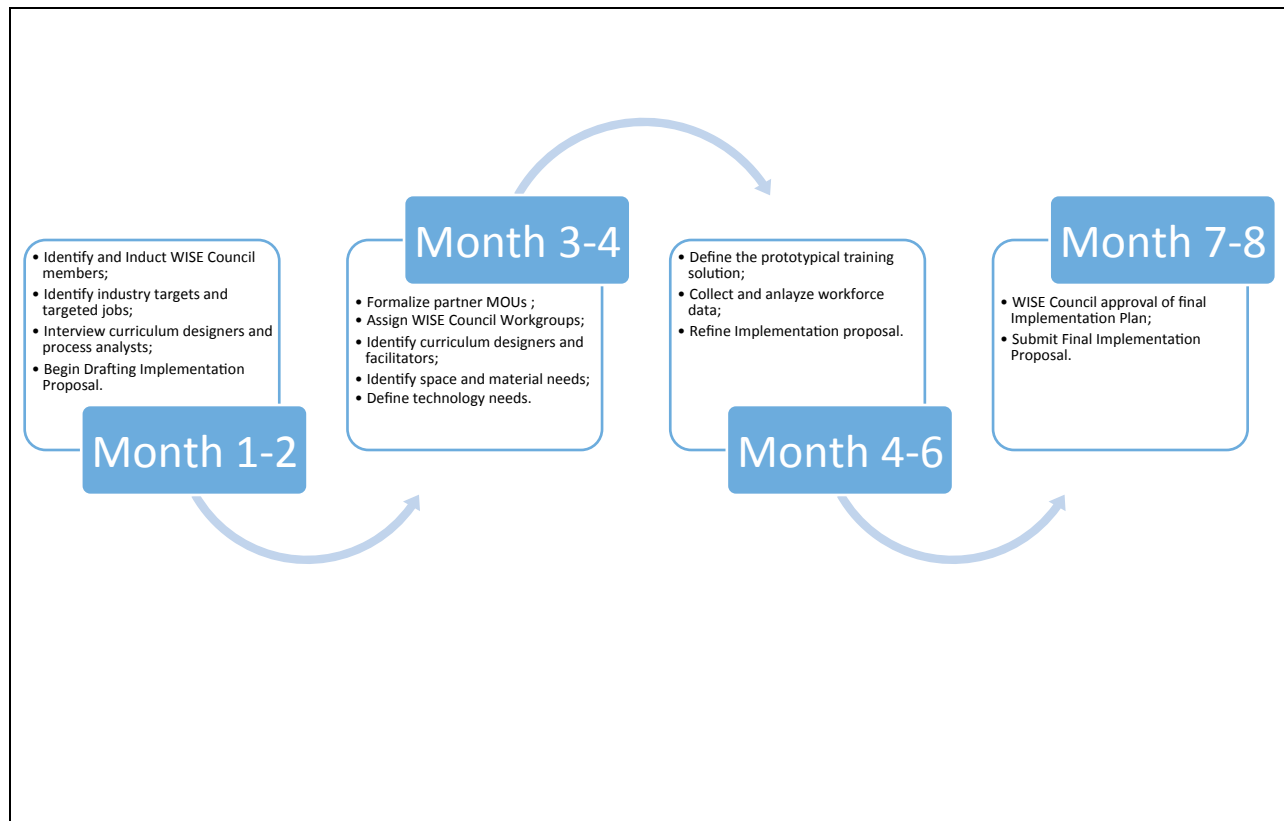 • Identify and Induct WISE Council
members;
• Identify industry targets and
targeted jobs;
• Interview curriculum designers and
process analysts;
• Begin Drafting Implementation
Proposal.
Month 1-2
Month 3-4
• Formalize partner MOUs ;
• Assign WISE Council Workgroups;
• Identify curriculum designers and
facilitators;
• Identify space and material needs;
• Define technology needs.
• Define the prototypical training
solution;
• Collect and anlayze workforce
data;
• Refine Implementation proposal.
Month 4-6
Month 7-8
• WISE Council approval of final
Implementation Plan;
• Submit Final Implementation
Proposal.